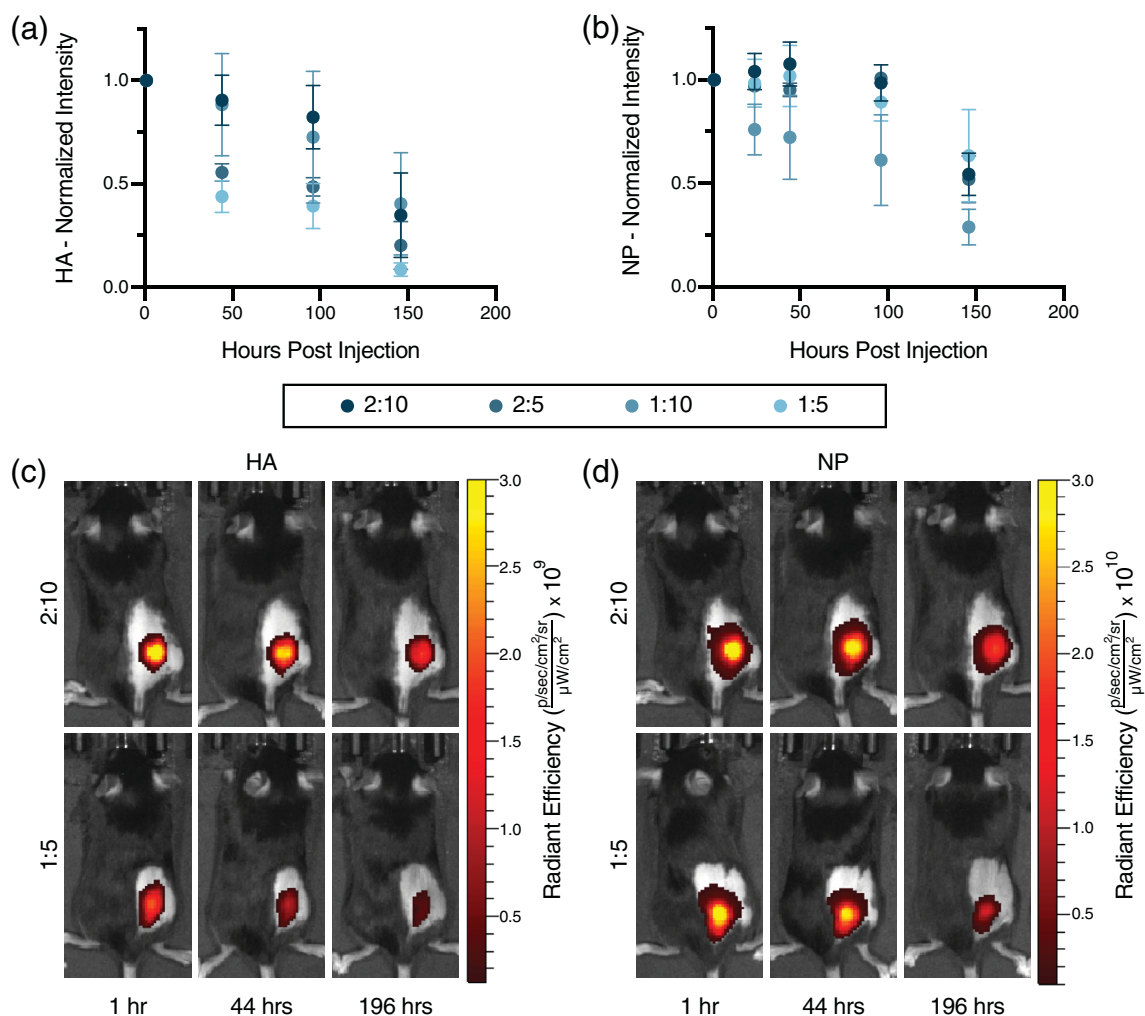 (a)
HA - Normalized Intensity
1.0
0.5
0.0
0
50
100
150
200
Hours Post Injection
(b)
NP - Normalized Intensity
1.0
0.5
0.0
0
50
100
150
200
Hours Post Injection
2:10
2:5
1:10
1:5
(c)
HA
2:10
1:5
1 hr
44 hrs
196 hrs
3.0
2.5
2.0
1.5
1.0
0.5
Radiant Efficiency (p/sec/cm²/sr / µW/cm²) x 10⁹
(d)
NP
2:10
1:5
1 hr
44 hrs
196 hrs
3.0
2.5
2.0
1.5
1.0
0.5
Radiant Efficiency (p/sec/cm²/sr / µW/cm²) x 10¹⁰